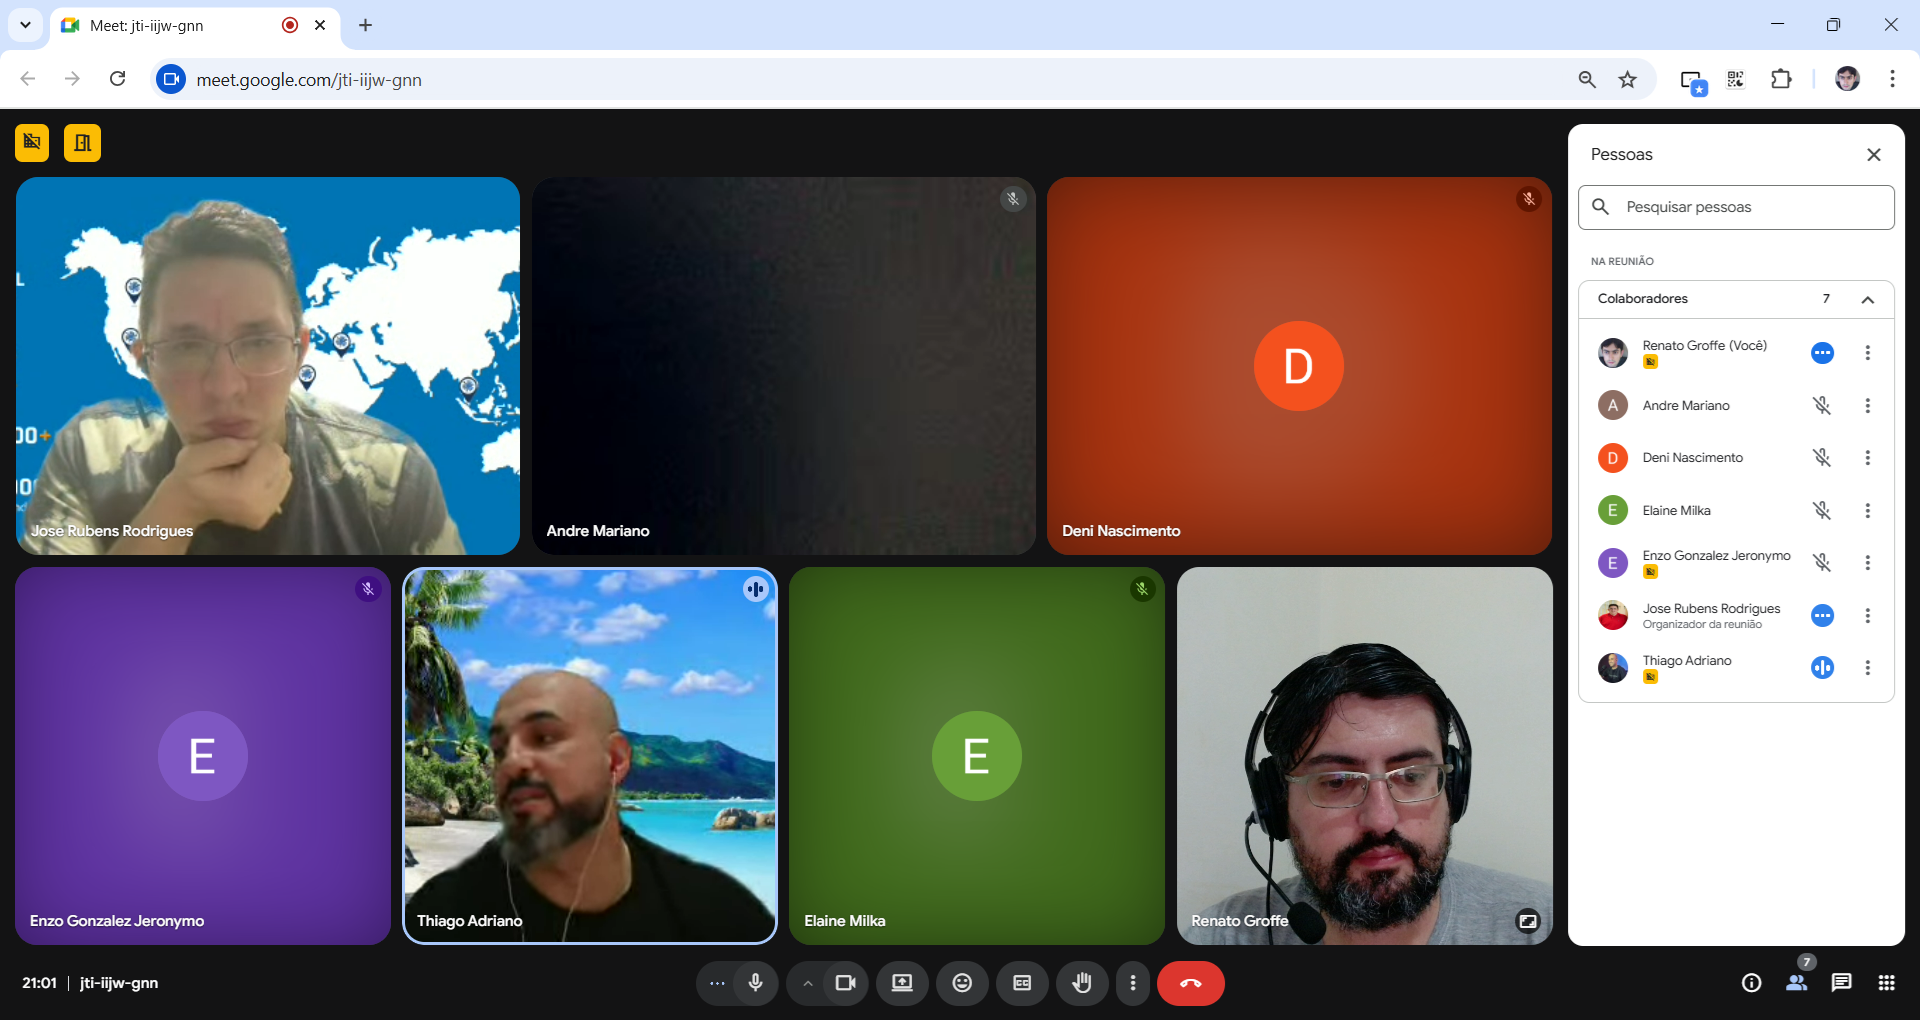 Meet: jti-iijw-gnn
meet.google.com/jti-iijw-gnn
L
00+
00
Jose Rubens Rodrigues
Andre Mariano
D
Deni Nascimento
E
Enzo Gonzalez Jeronymo
Thiago Adriano
E
Elaine Milka
Renato Groffe
Pessoas
Pesquisar pessoas
NA REUNIÃO
Colaboradores 7
Renato Groffe (Você)
A Andre Mariano
D Deni Nascimento
E Elaine Milka
E Enzo Gonzalez Jeronymo
Jose Rubens Rodrigues
Organizador da reunião
Thiago Adriano
21:01 | jti-iijw-gnn
CC
7